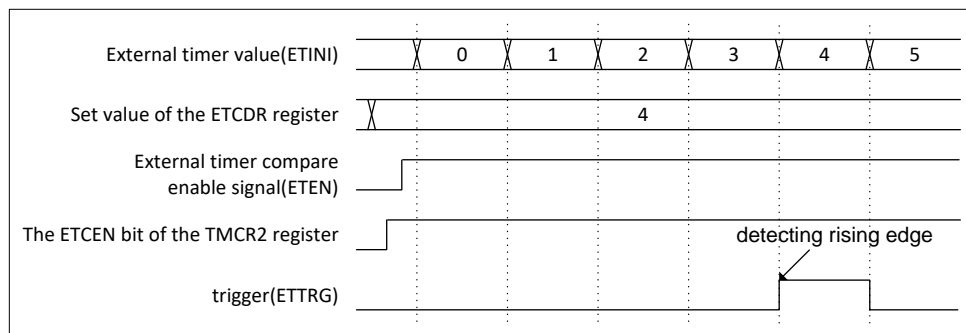 External timer value(ETINI)
0 1 2 3 4 5
Set value of the ETCDR register
4
External timer compare
enable signal(ETEN)
The ETCEN bit of the TMCR2 register
detecting rising edge
trigger(ETTRG)